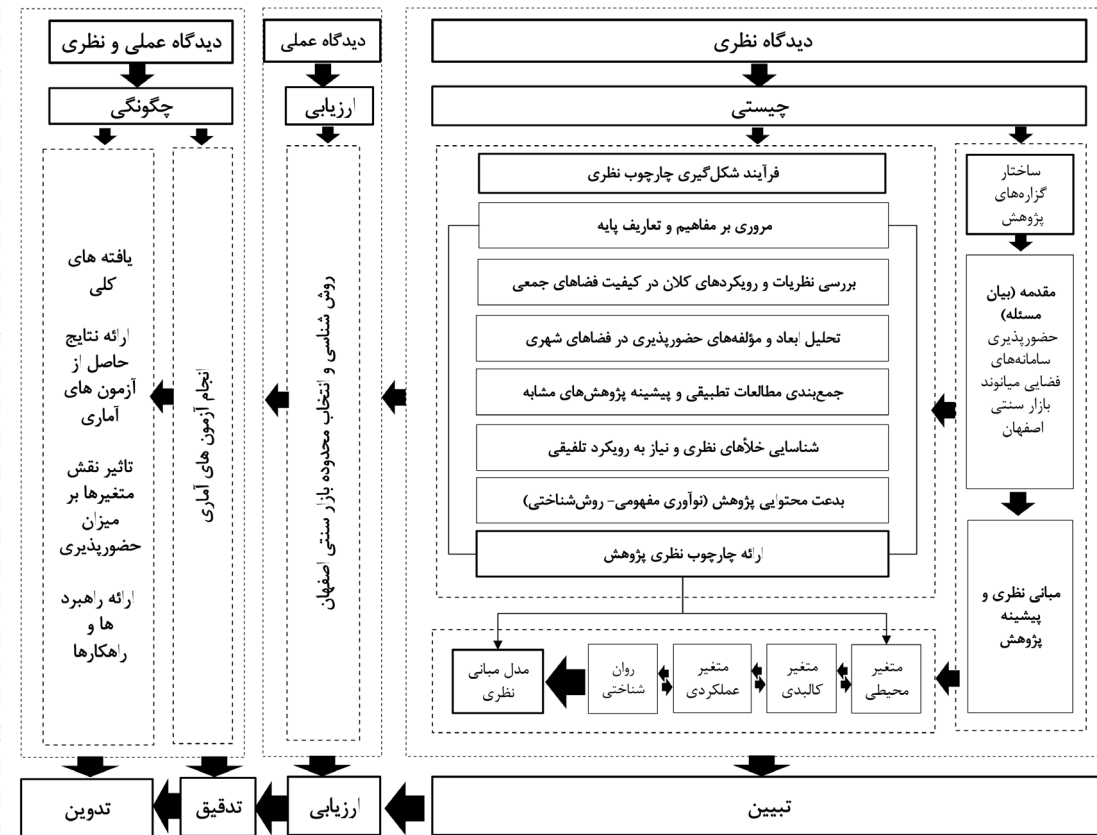 دیدگاه نظری
چیستی
ساختار
گزاره‌های
پژوهش
مقدمه (بیان
مسئله)
حضورپذیری
سامانه‌های
فضایی میانوند
بازار سنتی
اصفهان
مبانی نظری و
پیشینه
پژوهش
فرآیند شکل‌گیری چارچوب نظری
مروری بر مفاهیم و تعاریف پایه
بررسی نظریات و رویکردهای کلان در کیفیت فضاهای جمعی
تحلیل ابعاد و مؤلفه‌های حضورپذیری در فضاهای شهری
جمع‌بندی مطالعات تطبیقی و پیشینه پژوهش‌های مشابه
شناسایی خلأهای نظری و نیاز به رویکرد تلفیقی
بدعت محتوایی پژوهش (نوآوری مفهومی- روش‌شناختی)
ارائه چارچوب نظری پژوهش
متغیر
محیطی
متغیر
کالبدی
متغیر
عملکردی
روان
شناختی
مدل مبانی
نظری
تبیین
دیدگاه عملی
ارزیابی
روش شناسی و انتخاب محدوده بازار سنتی اصفهان
ارزیابی
دیدگاه عملی و نظری
چگونگی
انجام آزمون های آماری
یافته های
کلی
ارائه نتایج
حاصل از
آزمون های
آماری
تاثیر نقش
متغیرها بر
میزان
حضورپذیری
ارائه راهبرد
ها و
راهکارها
تدقیق
تدوین